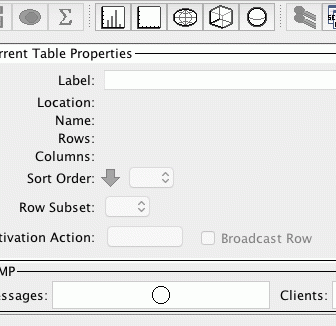 Σ
rrent Table Properties
Label:
Location:
Name:
Rows:
Columns:
Sort Order:
Row Subset:
tivation Action: Broadcast Row
MP
ssages: Clients: